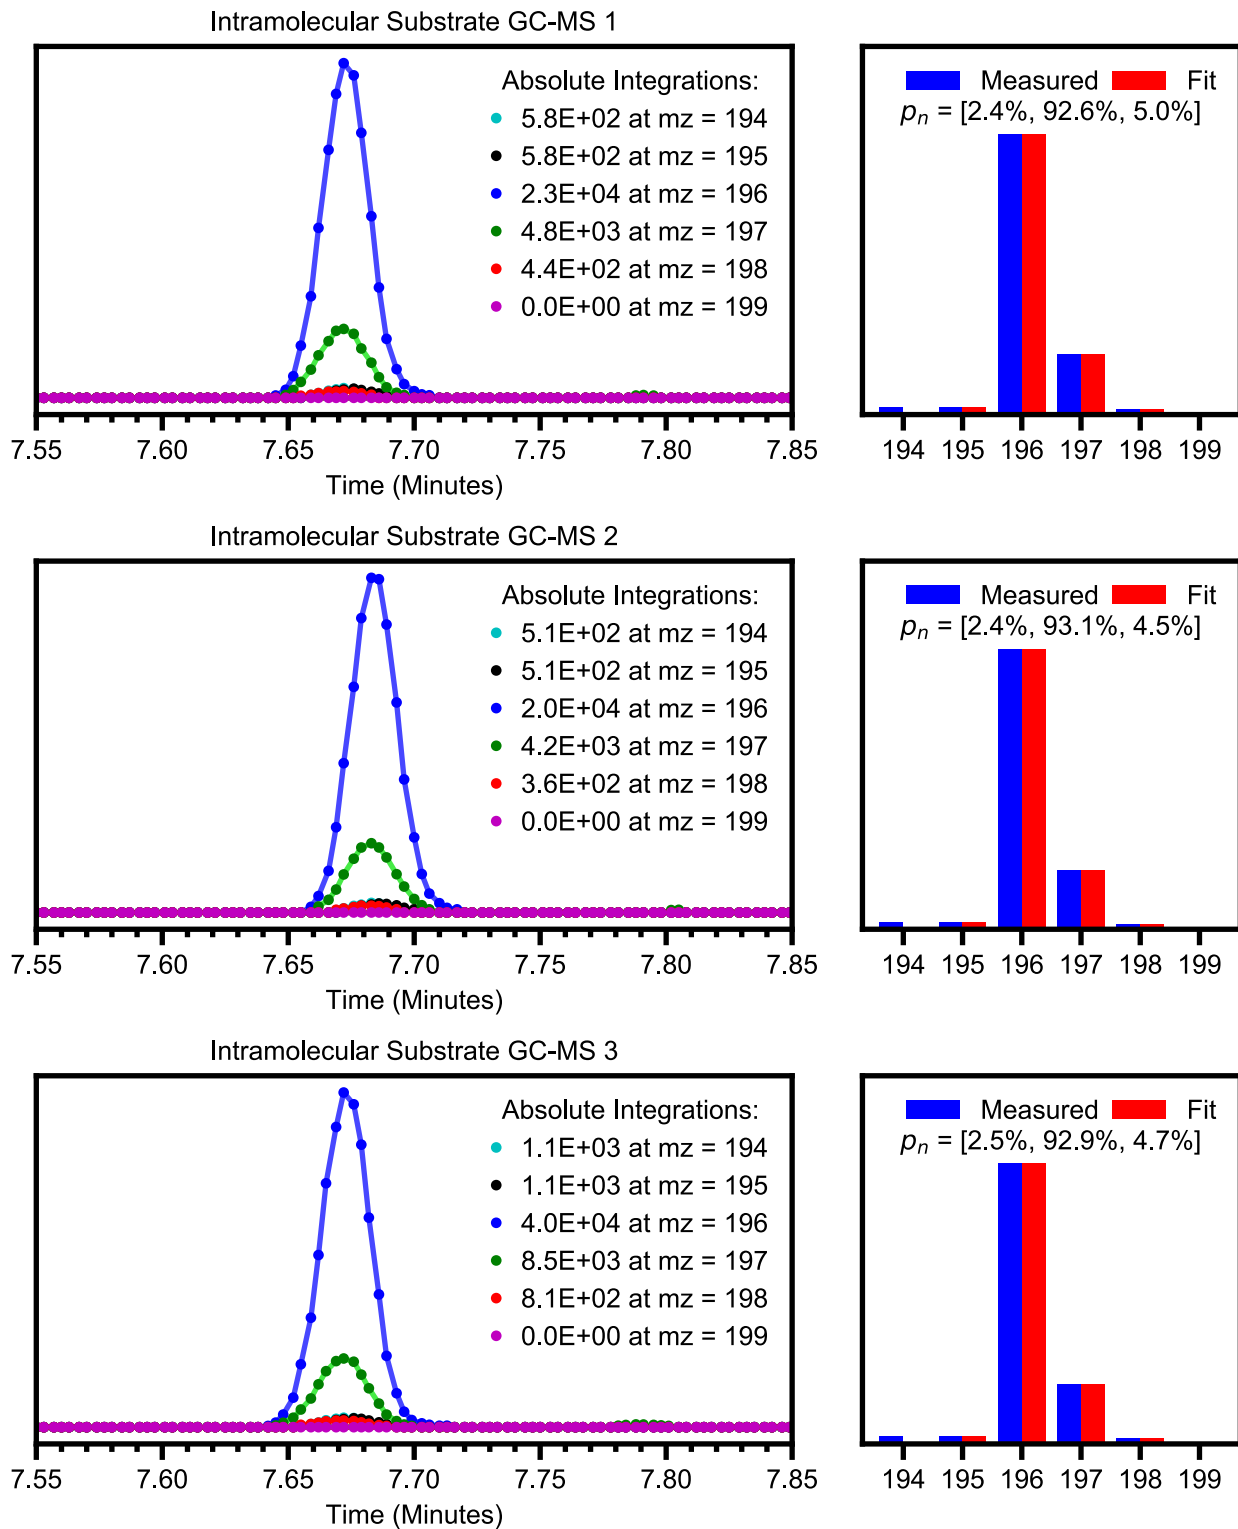 Intramolecular Substrate GC-MS 1
Absolute Integrations:
5.8E+02 at mz = 194
5.8E+02 at mz = 195
2.3E+04 at mz = 196
4.8E+03 at mz = 197
4.4E+02 at mz = 198
0.0E+00 at mz = 199
7.55 7.60 7.65 7.70 7.75 7.80 7.85
Time (Minutes)
Measured Fit
pn = [2.4%, 92.6%, 5.0%]
194 195 196 197 198 199
Intramolecular Substrate GC-MS 2
Absolute Integrations:
5.1E+02 at mz = 194
5.1E+02 at mz = 195
2.0E+04 at mz = 196
4.2E+03 at mz = 197
3.6E+02 at mz = 198
0.0E+00 at mz = 199
7.55 7.60 7.65 7.70 7.75 7.80 7.85
Time (Minutes)
Measured Fit
pn = [2.4%, 93.1%, 4.5%]
194 195 196 197 198 199
Intramolecular Substrate GC-MS 3
Absolute Integrations:
1.1E+03 at mz = 194
1.1E+03 at mz = 195
4.0E+04 at mz = 196
8.5E+03 at mz = 197
8.1E+02 at mz = 198
0.0E+00 at mz = 199
7.55 7.60 7.65 7.70 7.75 7.80 7.85
Time (Minutes)
Measured Fit
pn = [2.5%, 92.9%, 4.7%]
194 195 196 197 198 199